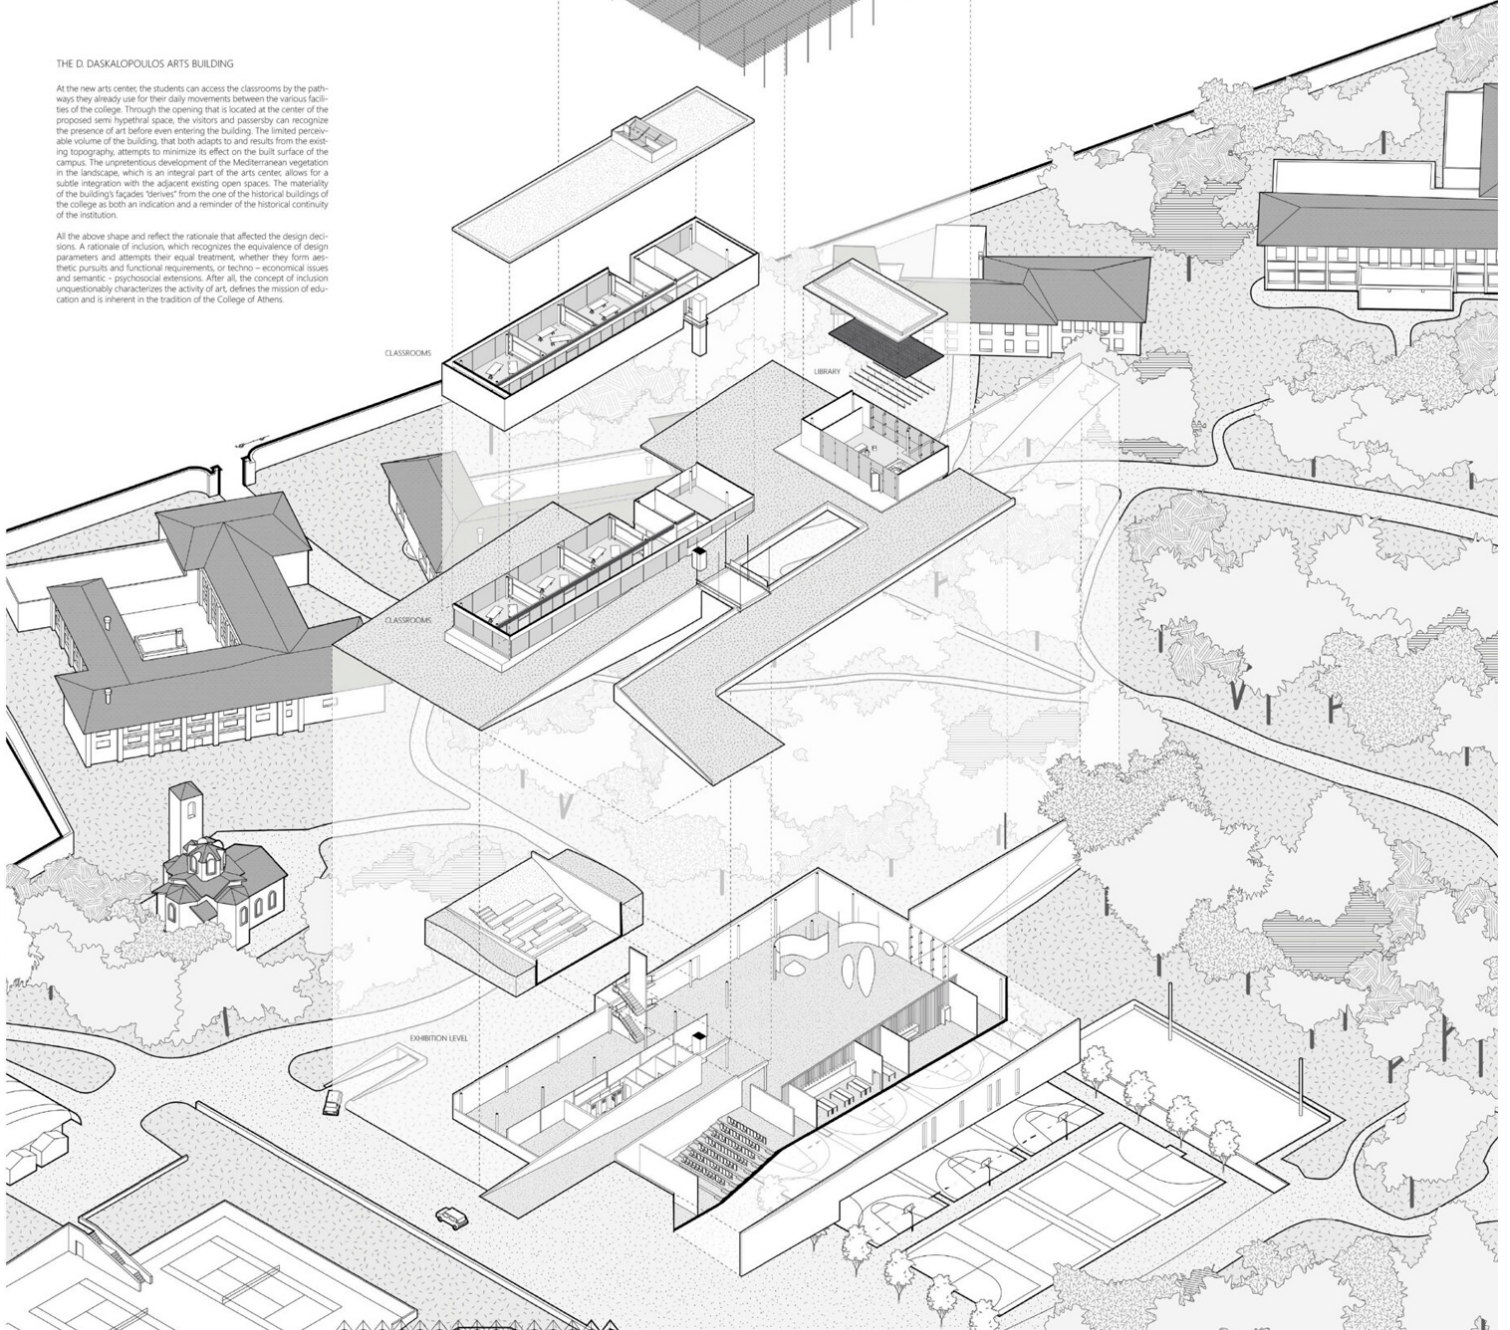 THE D. DASKALOPOULOS ARTS BUILDING
At the new arts center, the students can access the classrooms by the path-
ways they already use for their daily movements between the various facili-
ties of the college. Through the opening that is located at the center of the
proposed semi hypethral space, the visitors and passersby can recognize
the presence of art before even entering the building. The limited perceiv-
able volume of the building, that both adapts to and results from the exist-
ing topography, attempts to minimize its effect on the built surface of the
campus. The unpretentious development of the Mediterranean vegetation
in the landscape, which is an integral part of the arts center, allows for a
subtle integration with the adjacent existing open spaces. The materiality
of the building's façades "derives" from the one of the historical buildings of
the college as both an indication and a reminder of the historical continuity
of the institution.
All the above shape and reflect the rationale that affected the design deci-
sions. A rationale of inclusion, which recognizes the equivalence of design
parameters and attempts their equal treatment, whether they form aes-
thetic pursuits and functional requirements, or techno – economical issues
and semantic – psychosocial extensions. After all, the concept of inclusion
unquestionably characterizes the activity of art, defines the mission of edu-
cation and is inherent in the tradition of the College of Athens.
CLASSROOMS
LIBRARY
CLASSROOMS
EXHIBITION LEVEL